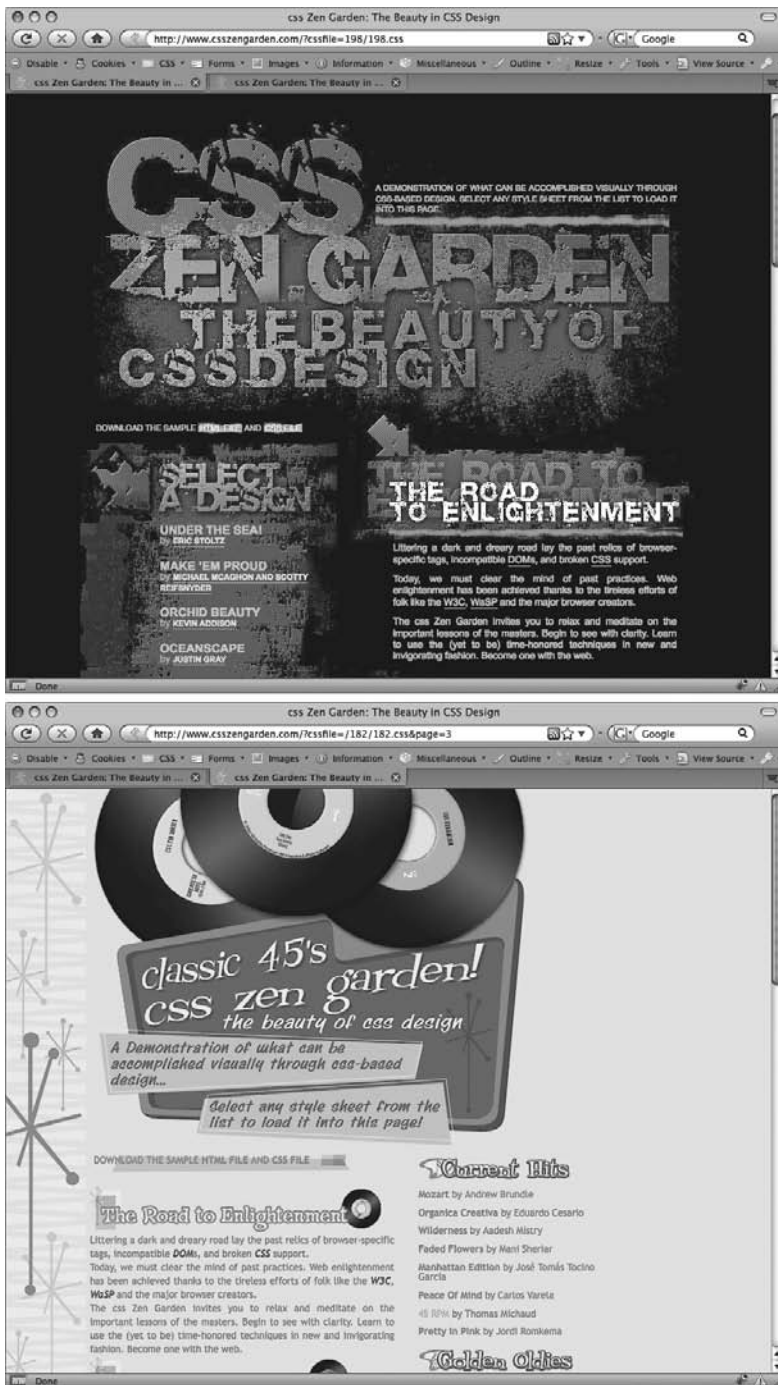 css Zen Garden: The Beauty in CSS Design
http://www.csszengarden.com/?cssfile=198/198.css
Google
Disable Cookies CSS Forms Images Information Miscellaneous Outline Resize Tools View Source
css Zen Garden: The Beauty in ... css Zen Garden: The Beauty in ...
CSS
ZEN.GARDEN
THE BEAUTY OF
CSS DESIGN
A DEMONSTRATION OF WHAT CAN BE ACCOMPLISHED VISUALLY THROUGH
CSS-BASED DESIGN. SELECT ANY STYLE SHEET FROM THE LIST TO LOAD IT
INTO THIS PAGE.
DOWNLOAD THE SAMPLE HTML FILE AND CSS FILE
SELECT
A DESIGN
UNDER THE SEA!
by ERIC STOLTZ
MAKE 'EM PROUD
by MICHAEL MCAGHON AND SCOTTY
REIFSNYDER
ORCHID BEAUTY
by KEVIN ADDISON
OCEANSCAPE
by JUSTIN GRAY
THE ROAD
TO ENLIGHTENMENT
Littering a dark and dreary road lay the past relics of browser-
specific tags, incompatible DOMs, and broken CSS support.
Today, we must clear the mind of past practices. Web
enlightenment has been achieved thanks to the tireless efforts of
folk like the W3C, WaSP and the major browser creators.
The css Zen Garden invites you to relax and meditate on the
important lessons of the masters. Begin to see with clarity. Learn
to use the (yet to be) time-honored techniques in new and
invigorating fashion. Become one with the web.
Done
css Zen Garden: The Beauty in CSS Design
http://www.csszengarden.com/?cssfile=/182/182.css&page=3
Google
Disable Cookies CSS Forms Images Information Miscellaneous Outline Resize Tools View Source
css Zen Garden: The Beauty in ... css Zen Garden: The Beauty in ...
classic 45's
css zen garden!
the beauty of css design
A Demonstration of what can be
accomplished visually through css-based
design...
Select any style sheet from the
list to load it into this page!
DOWNLOAD THE SAMPLE HTML FILE AND CSS FILE
The Road to Enlightenment
Littering a dark and dreary road lay the past relics of browser-specific
tags, incompatible DOMs, and broken CSS support.
Today, we must clear the mind of past practices. Web enlightenment
has been achieved thanks to the tireless efforts of folk like the W3C,
WaSP and the major browser creators.
The css Zen Garden invites you to relax and meditate on the
important lessons of the masters. Begin to see with clarity. Learn to
use the (yet to be) time-honored techniques in new and invigorating
fashion. Become one with the web.
Current Hits
Mozart by Andrew Brundle
Organica Creativa by Eduardo Cesario
Wilderness by Aadesh Mistry
Faded Flowers by Mani Sheriar
Manhattan Edition by José Tomás Tocino
García
Peace Of Mind by Carlos Varela
45 RPM by Thomas Michaud
Pretty In Pink by Jordi Romkema
Golden Oldies
Done